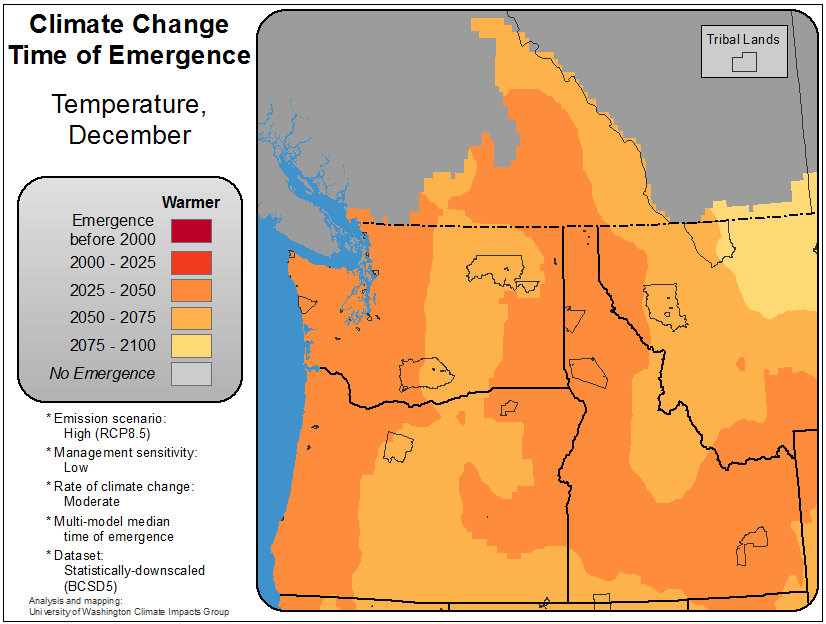 Climate Change
Time of Emergence
Temperature,
December
Warmer
Emergence
before 2000
2000 - 2025
2025 - 2050
2050 - 2075
2075 - 2100
No Emergence
* Emission scenario:
High (RCP8.5)
* Management sensitivity:
Low
* Rate of climate change:
Moderate
* Multi-model median
time of emergence
* Dataset:
Statistically-downscaled
(BCSD5)
Analysis and mapping:
University of Washington Climate Impacts Group
Tribal Lands